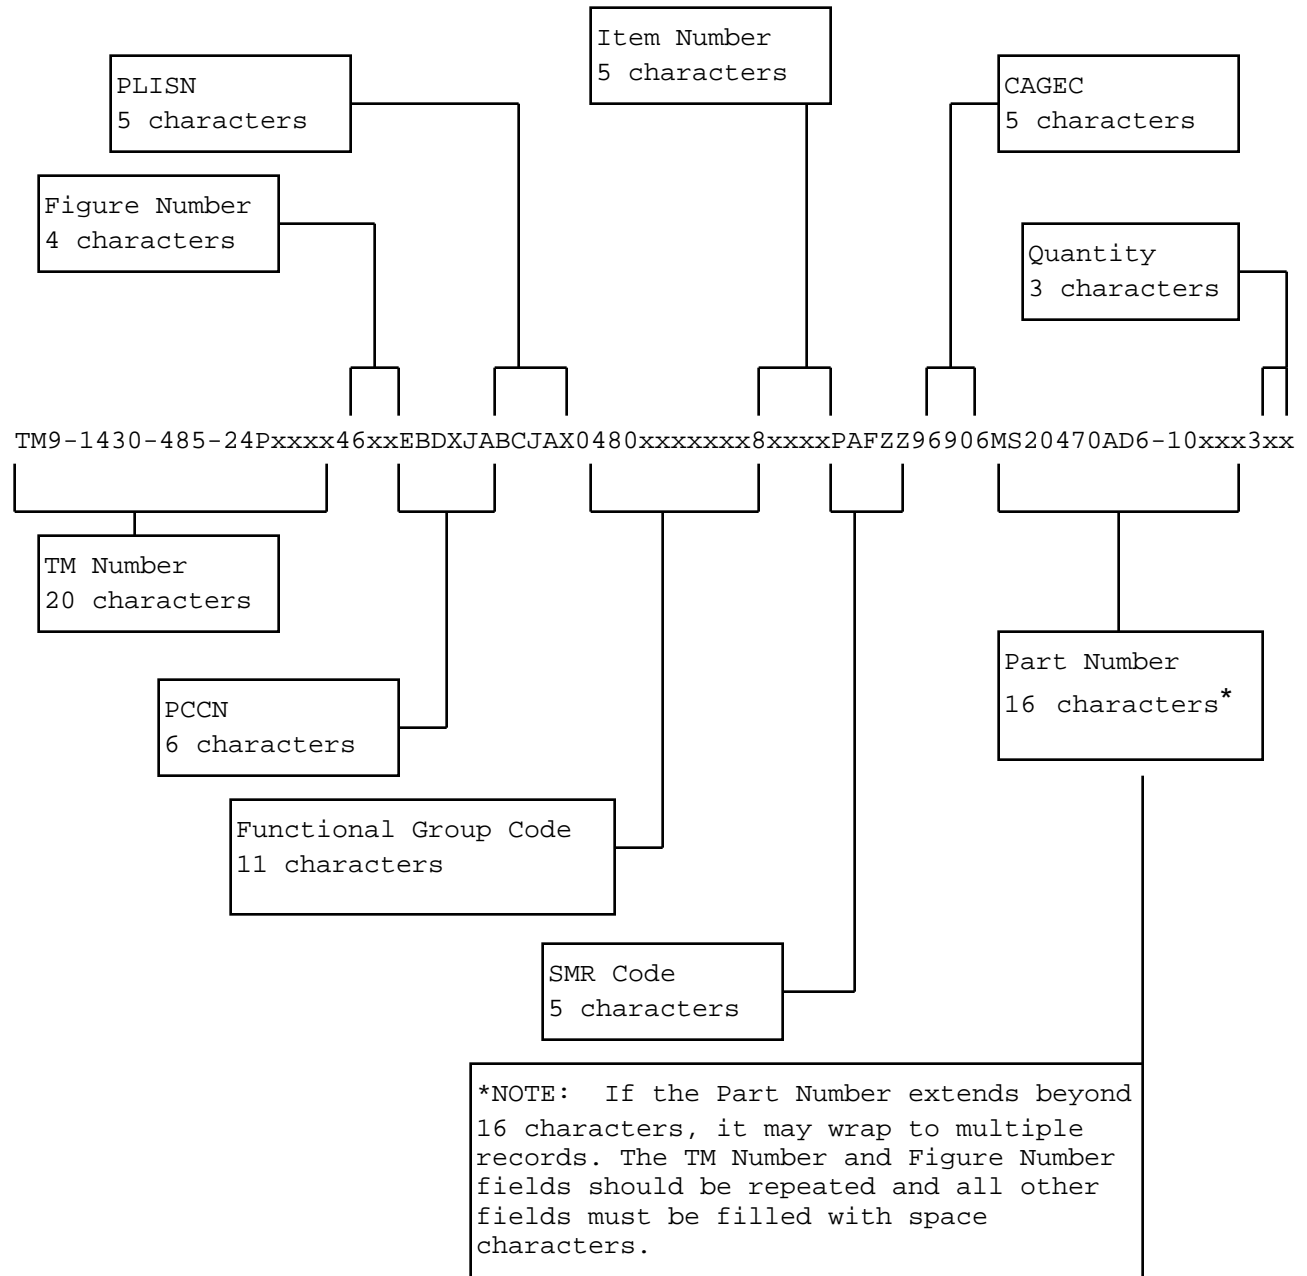 Item Number
5 characters
PLISN
5 characters
CAGEC
5 characters
Figure Number
4 characters
Quantity
3 characters
TM9-1430-485-24Pxxxx46xxEBDXJABCJAX0480xxxxxxx8xxxxPAFZZ96906MS20470AD6-10xxx3xx
TM Number
20 characters
Part Number
16 characters*
PCCN
6 characters
Functional Group Code
11 characters
SMR Code
5 characters
*NOTE:  If the Part Number extends beyond
16 characters, it may wrap to multiple
records. The TM Number and Figure Number
fields should be repeated and all other
fields must be filled with space
characters.